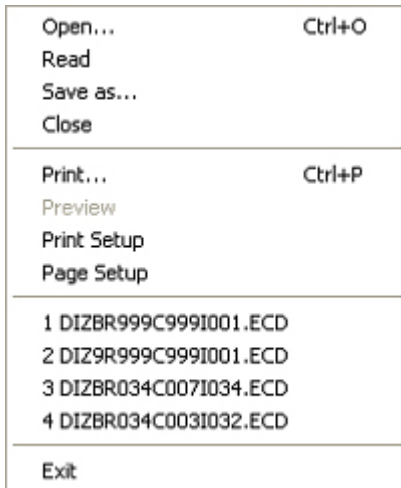 Open... Ctrl+O
Read
Save as...
Close
Print... Ctrl+P
Preview
Print Setup
Page Setup
1 DIZBR999C999I001.ECD
2 DIZ9R999C999I001.ECD
3 DIZBR034C007I034.ECD
4 DIZBR034C003I032.ECD
Exit